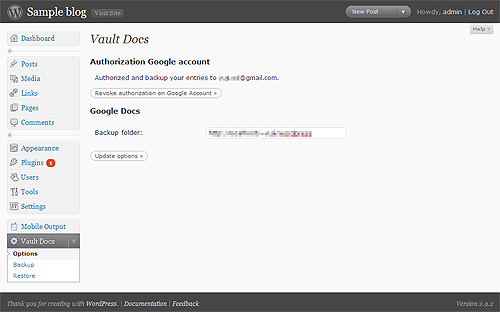 Sample blog
Visit Site
New Post
Howdy, admin | Log Out
Help
Dashboard
Posts
Media
Links
Pages
Comments
Appearance
Plugins 1
Users
Tools
Settings
Mobile Output
Vault Docs
Options
Backup
Restore
Vault Docs
Authorization Google account
Authorized and backup your entries to @gmail.com.
Revoke authorization on Google Account »
Google Docs
Backup folder:
Update options »
Thank you for creating with WordPress. | Documentation | Feedback
Version 2.9.2